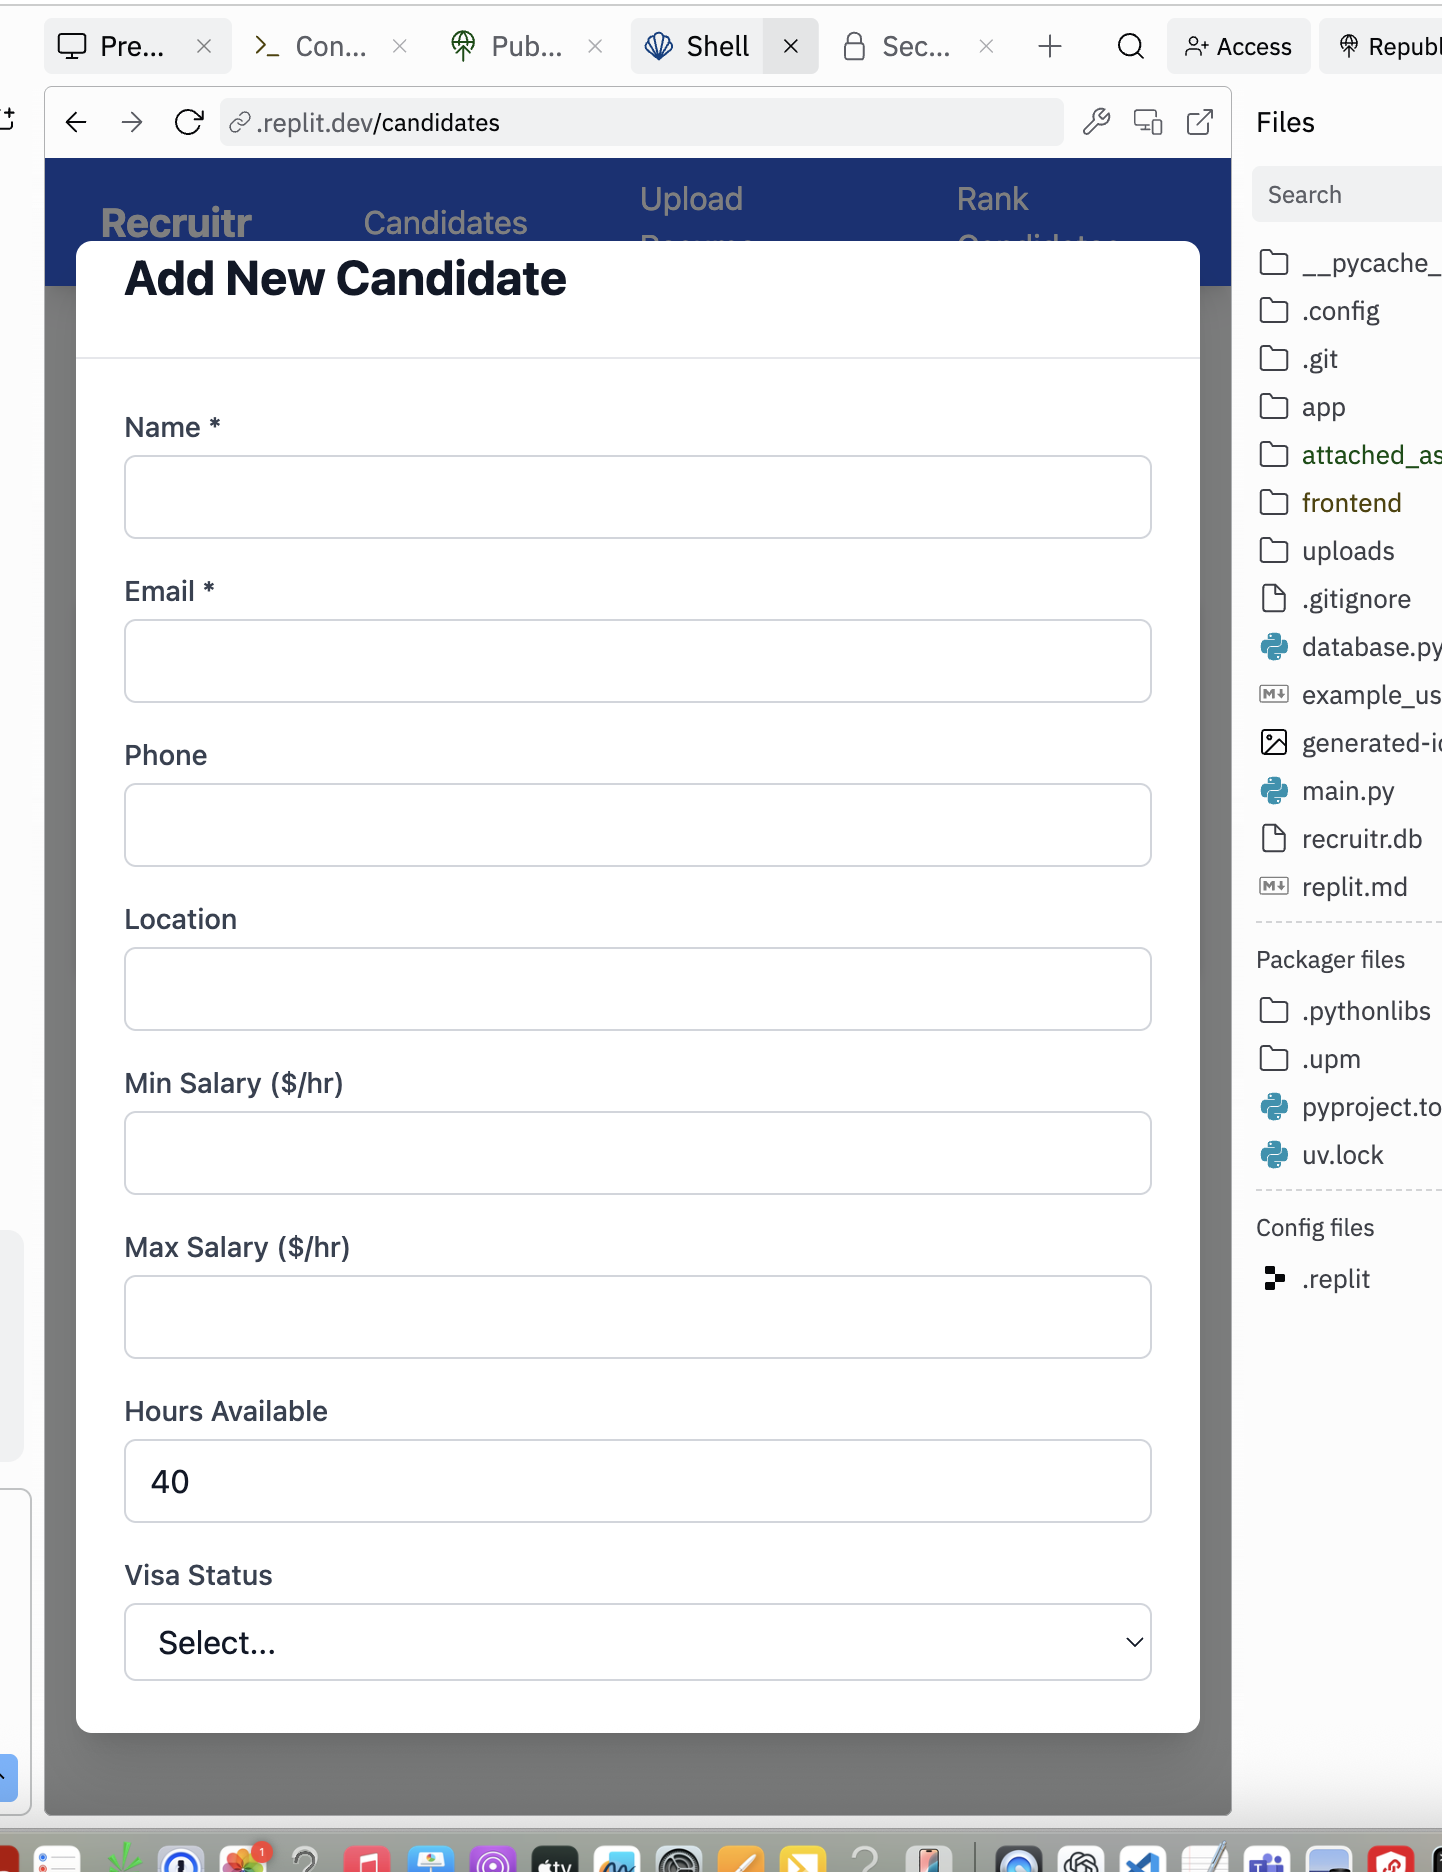 Pre...
Con...
Pub...
Shell
Sec...
Access
Republ
.replit.dev/candidates
Recruitr
Candidates
Upload
Rank
Add New Candidate
Name *
Email *
Phone
Location
Min Salary ($/hr)
Max Salary ($/hr)
Hours Available
40
Visa Status
Select...
Files
Search
__pycache_
.config
.git
app
attached_as
frontend
uploads
.gitignore
database.py
example_us
generated-ic
main.py
recruitr.db
replit.md
Packager files
.pythonlibs
.upm
pyproject.to
uv.lock
Config files
.replit
1
tv